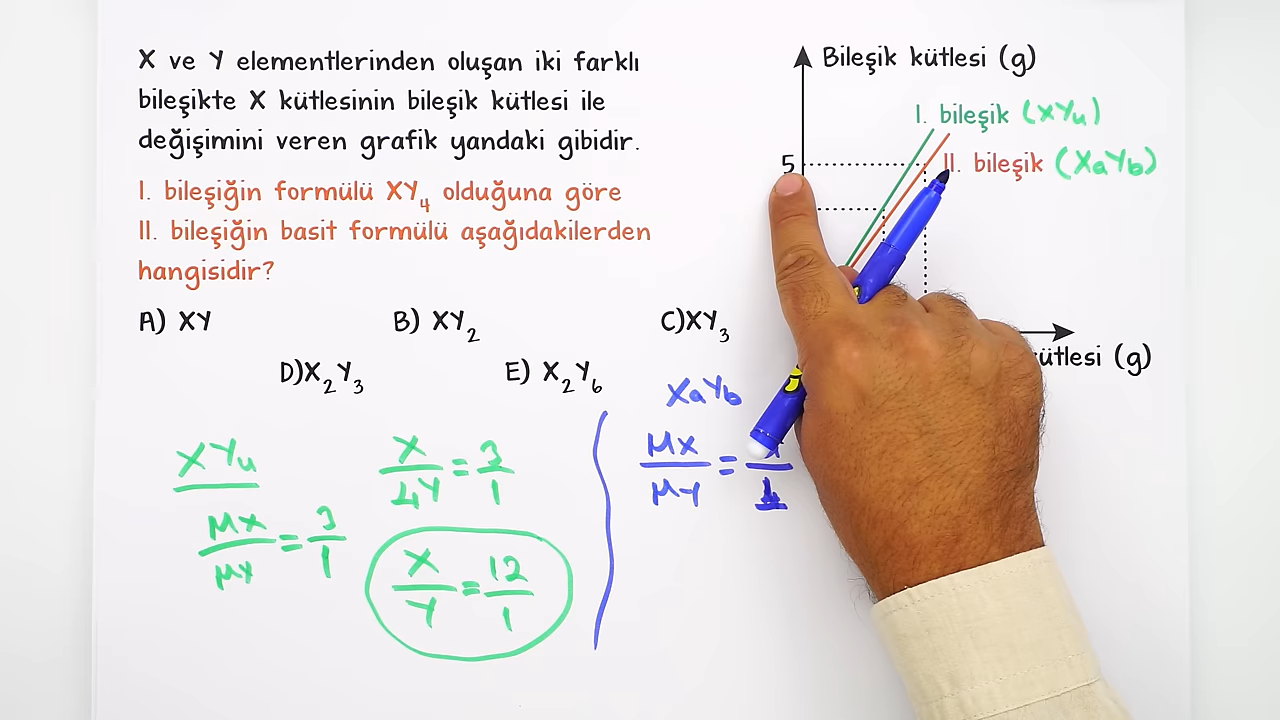 X ve Y elementlerinden oluşan iki farklı
bileşikte X kütlesinin bileşik kütlesi ile
değişimini veren grafik yandaki gibidir.
I. bileşiğin formülü XY₄ olduğuna göre
II. bileşiğin basit formülü aşağıdakilerden
hangisidir?
A) XY
B) XY₂
C)XY₃
D)X₂Y₃
E) X₂Y₆
Bileşik kütlesi (g)
I. bileşik (XY₄)
5
II. bileşik (XaYb)
kütlesi (g)
XY₄
mX/mY = 3/1
X/4Y = 3/1
X/Y = 12/1
XaYb
mX/mY =